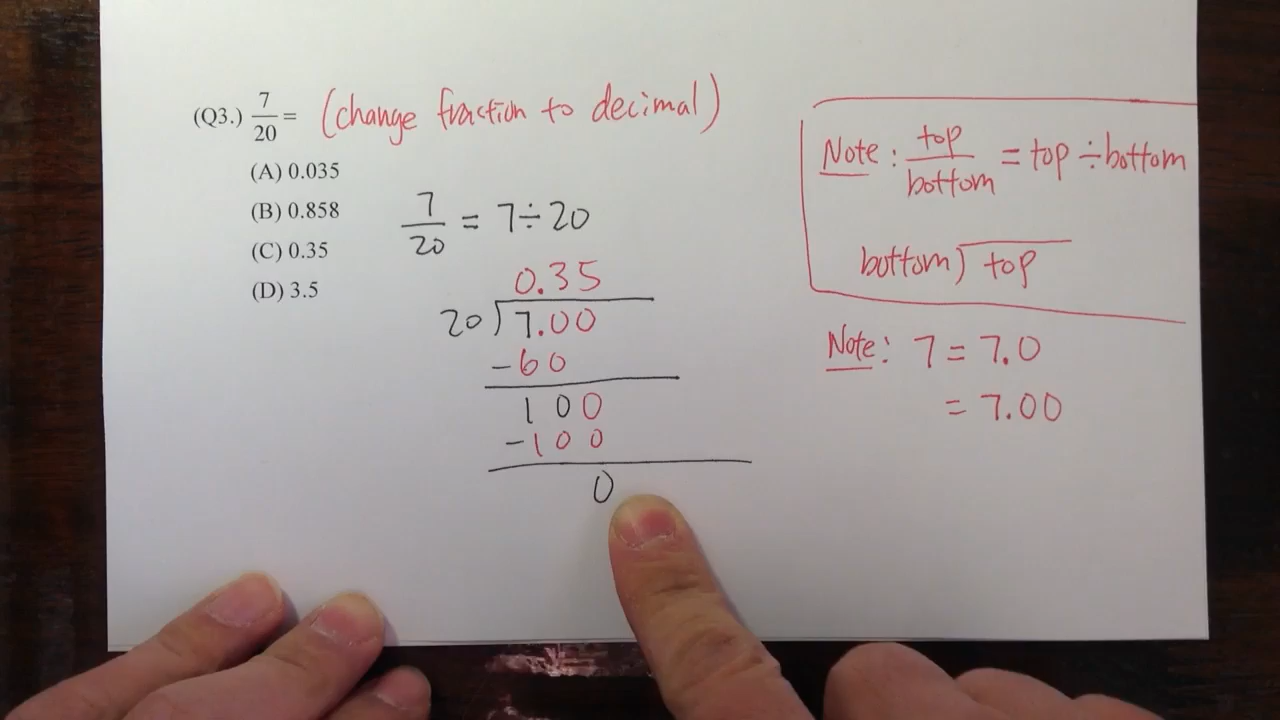 (Q3.) 7/20 = (change fraction to decimal)
(A) 0.035
(B) 0.858
(C) 0.35
(D) 3.5
7/20 = 7÷20
0.35
20)7.00
-60
100
-100
0
Note: top/bottom = top ÷ bottom
bottom)top
Note: 7 = 7.0
= 7.00